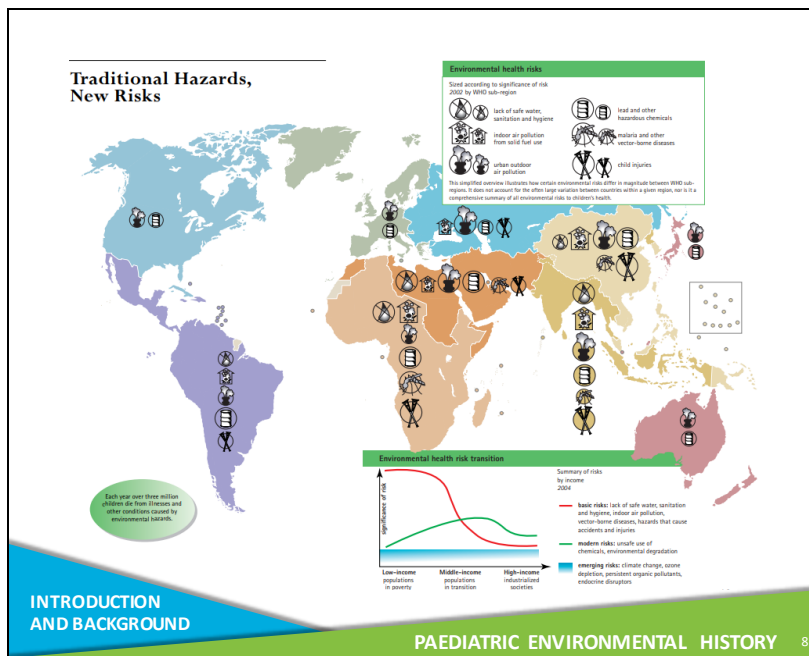 Traditional Hazards,
New Risks
Environmental health risks
Sized according to significance of risk
2002 by WHO sub-region
lack of safe water,
sanitation and hygiene
indoor air pollution
from solid fuel use
urban outdoor
air pollution
lead and other
hazardous chemicals
malaria and other
vector-borne diseases
child injuries
This simplified overview illustrates how certain environmental risks differ in magnitude between WHO sub-
regions. It does not account for the often large variation between countries within a given region, nor is it a
comprehensive summary of all environmental risks to children's health.
Each year over three million
children die from illnesses and
other conditions caused by
environmental hazards.
Environmental health risk transition
significance of risk
Low-income
populations
in poverty
Middle-income
populations
in transition
High-income
industrialized
societies
Summary of risks
by income
2004
basic risks: lack of safe water, sanitation
and hygiene, indoor air pollution,
vector-borne diseases, hazards that cause
accidents and injuries
modern risks: unsafe use of
chemicals, environmental degradation
emerging risks: climate change, ozone
depletion, persistent organic pollutants,
endocrine disruptors
INTRODUCTION
AND BACKGROUND
PAEDIATRIC ENVIRONMENTAL HISTORY 8